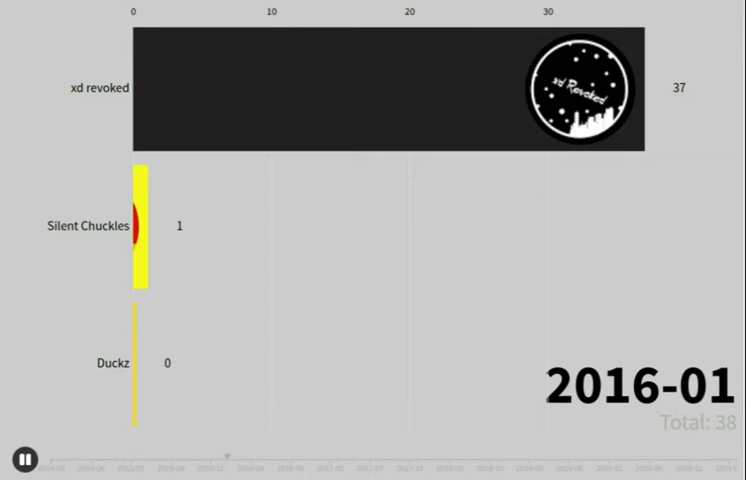 0 10 20 30
xd revoked
xd Revoked
37
Silent Chuckles
1
Duckz
0
2016-01
Total: 38